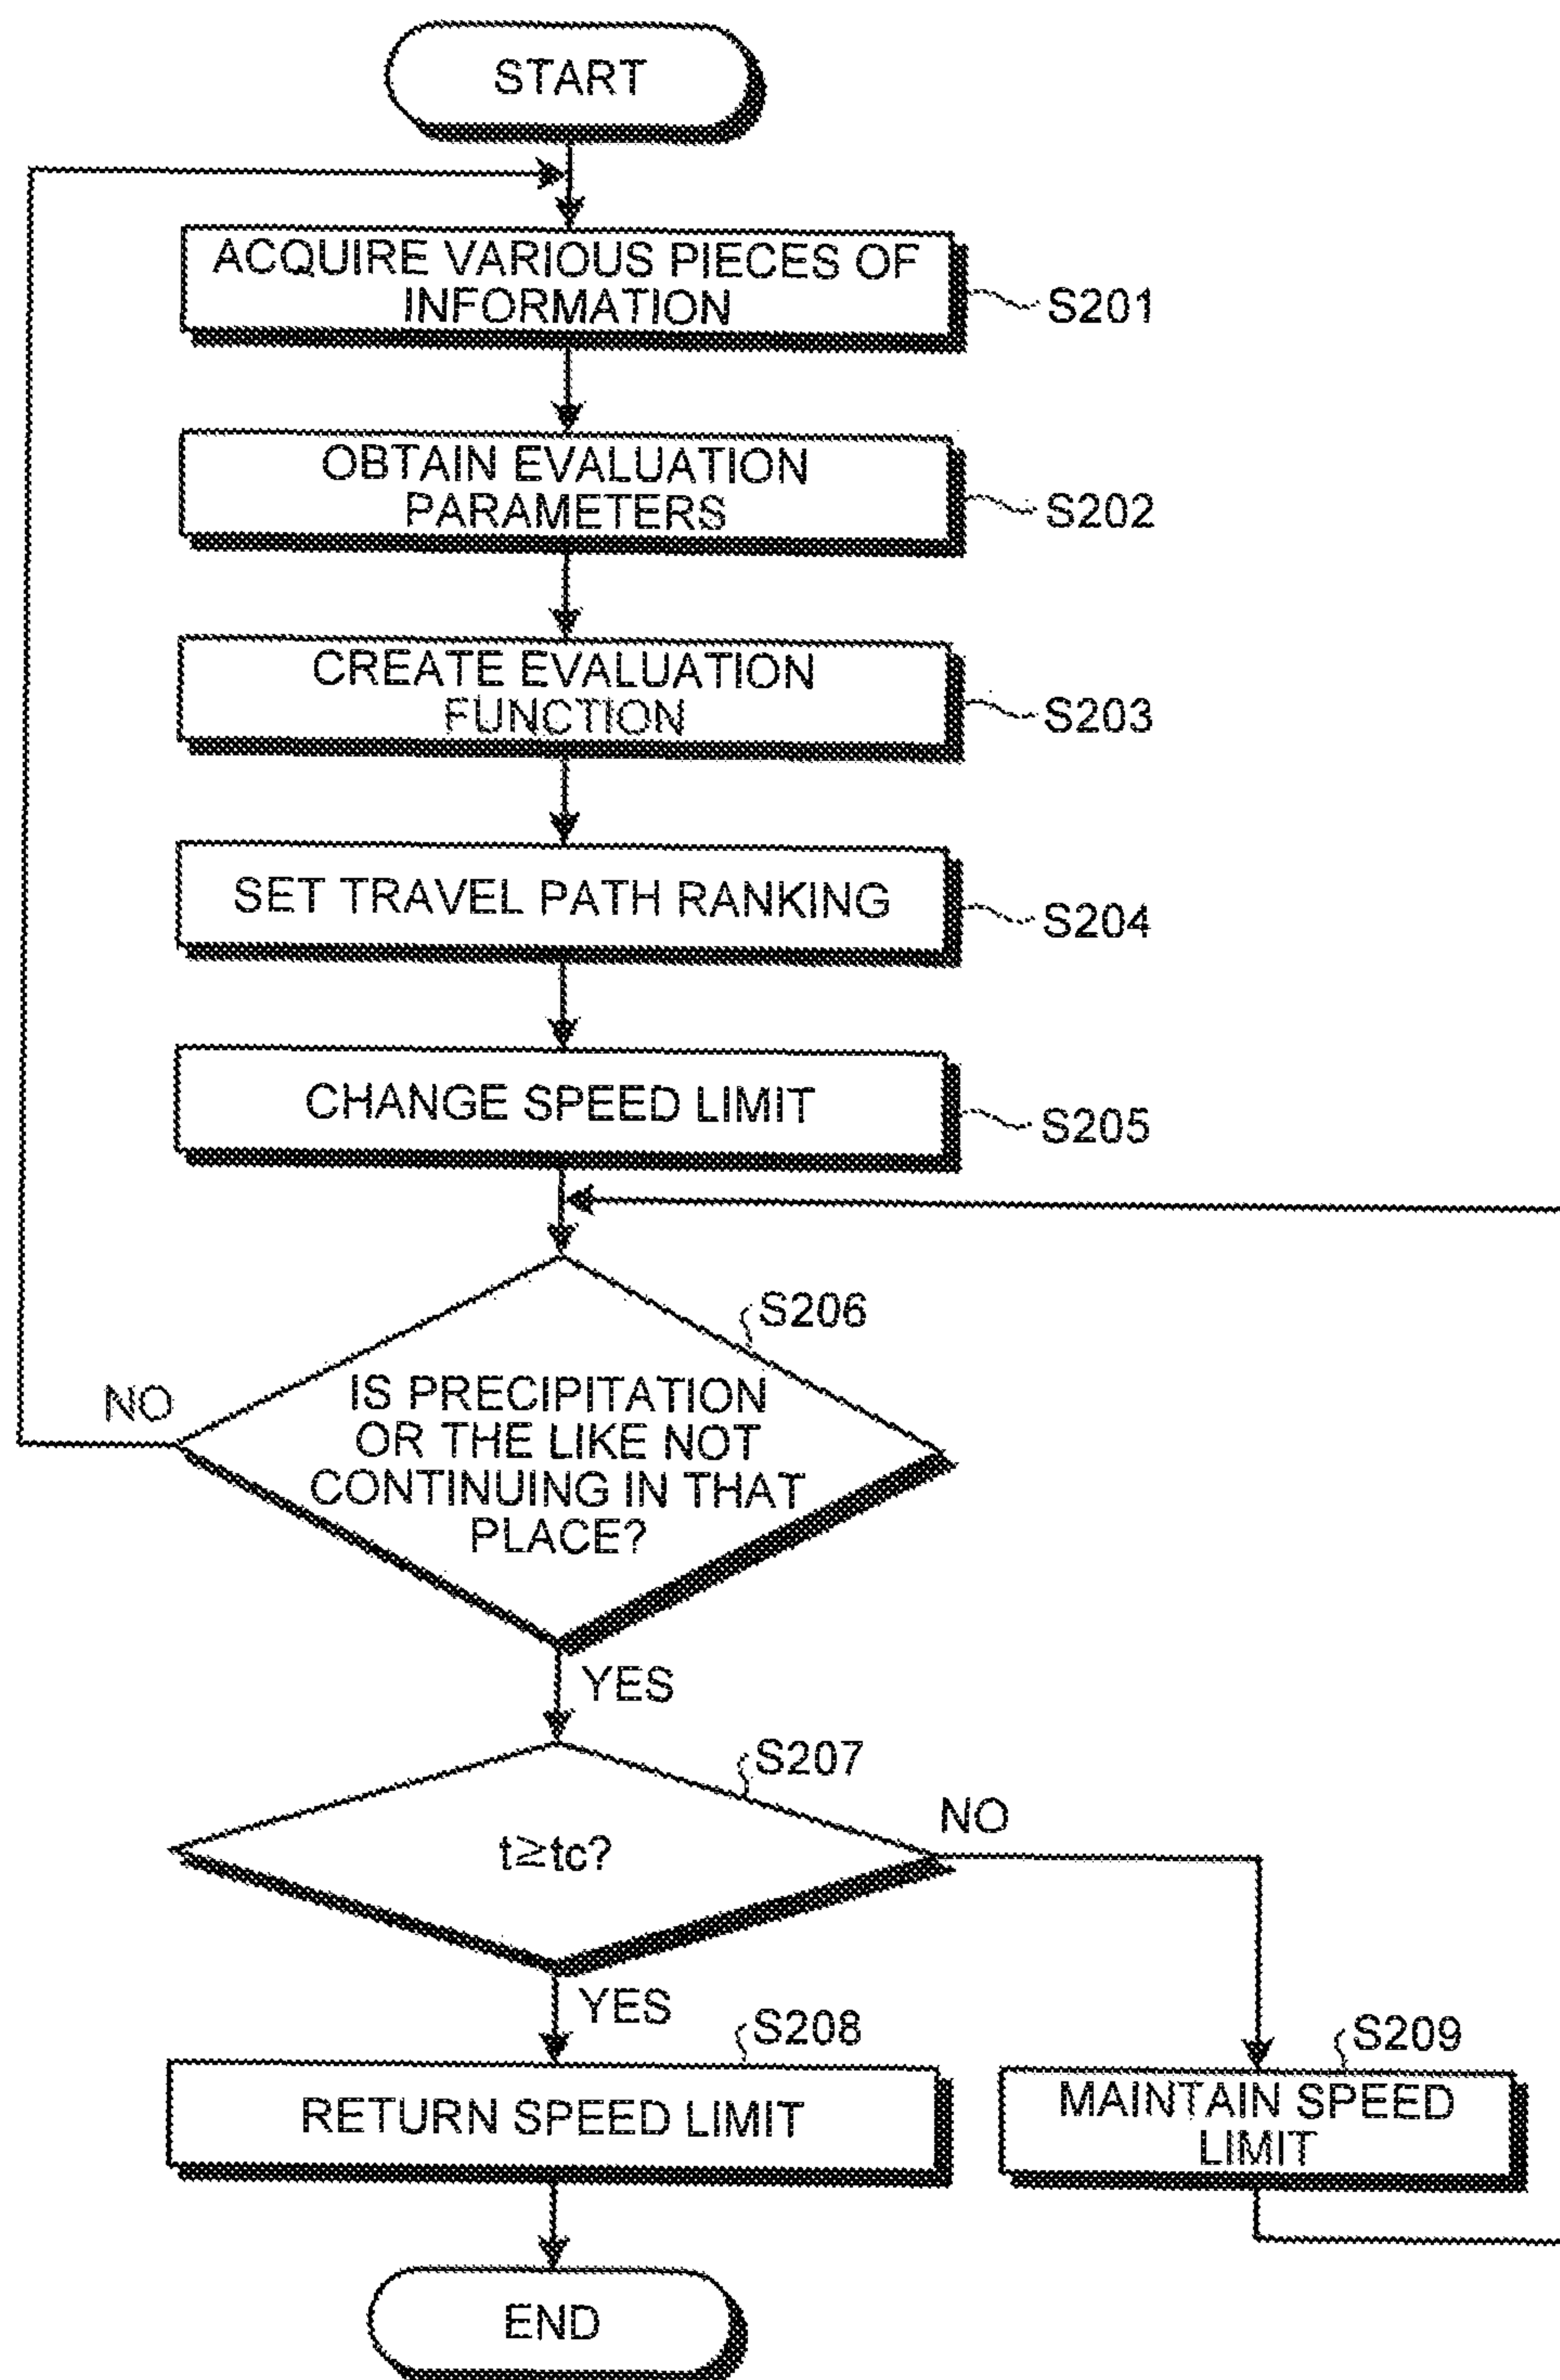 START
ACQUIRE VARIOUS PIECES OF
INFORMATION
S201
OBTAIN EVALUATION
PARAMETERS
S202
CREATE EVALUATION
FUNCTION
S203
SET TRAVEL PATH RANKING
S204
CHANGE SPEED LIMIT
S205
S206
NO
IS PRECIPITATION
OR THE LIKE NOT
CONTINUING IN THAT
PLACE?
YES
S207
NO
t≧tc?
YES
S208
RETURN SPEED LIMIT
S209
MAINTAIN SPEED
LIMIT
END